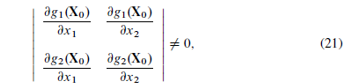 | ∂g₁(X₀)/∂x₁ ∂g₁(X₀)/∂x₂ |
| ∂g₂(X₀)/∂x₁ ∂g₂(X₀)/∂x₂ | ≠ 0, (21)